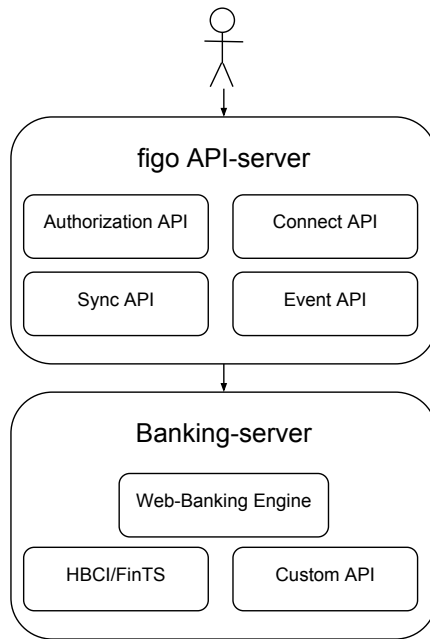 figo API-server
Authorization API
Connect API
Sync API
Event API
Banking-server
Web-Banking Engine
HBCI/FinTS
Custom API